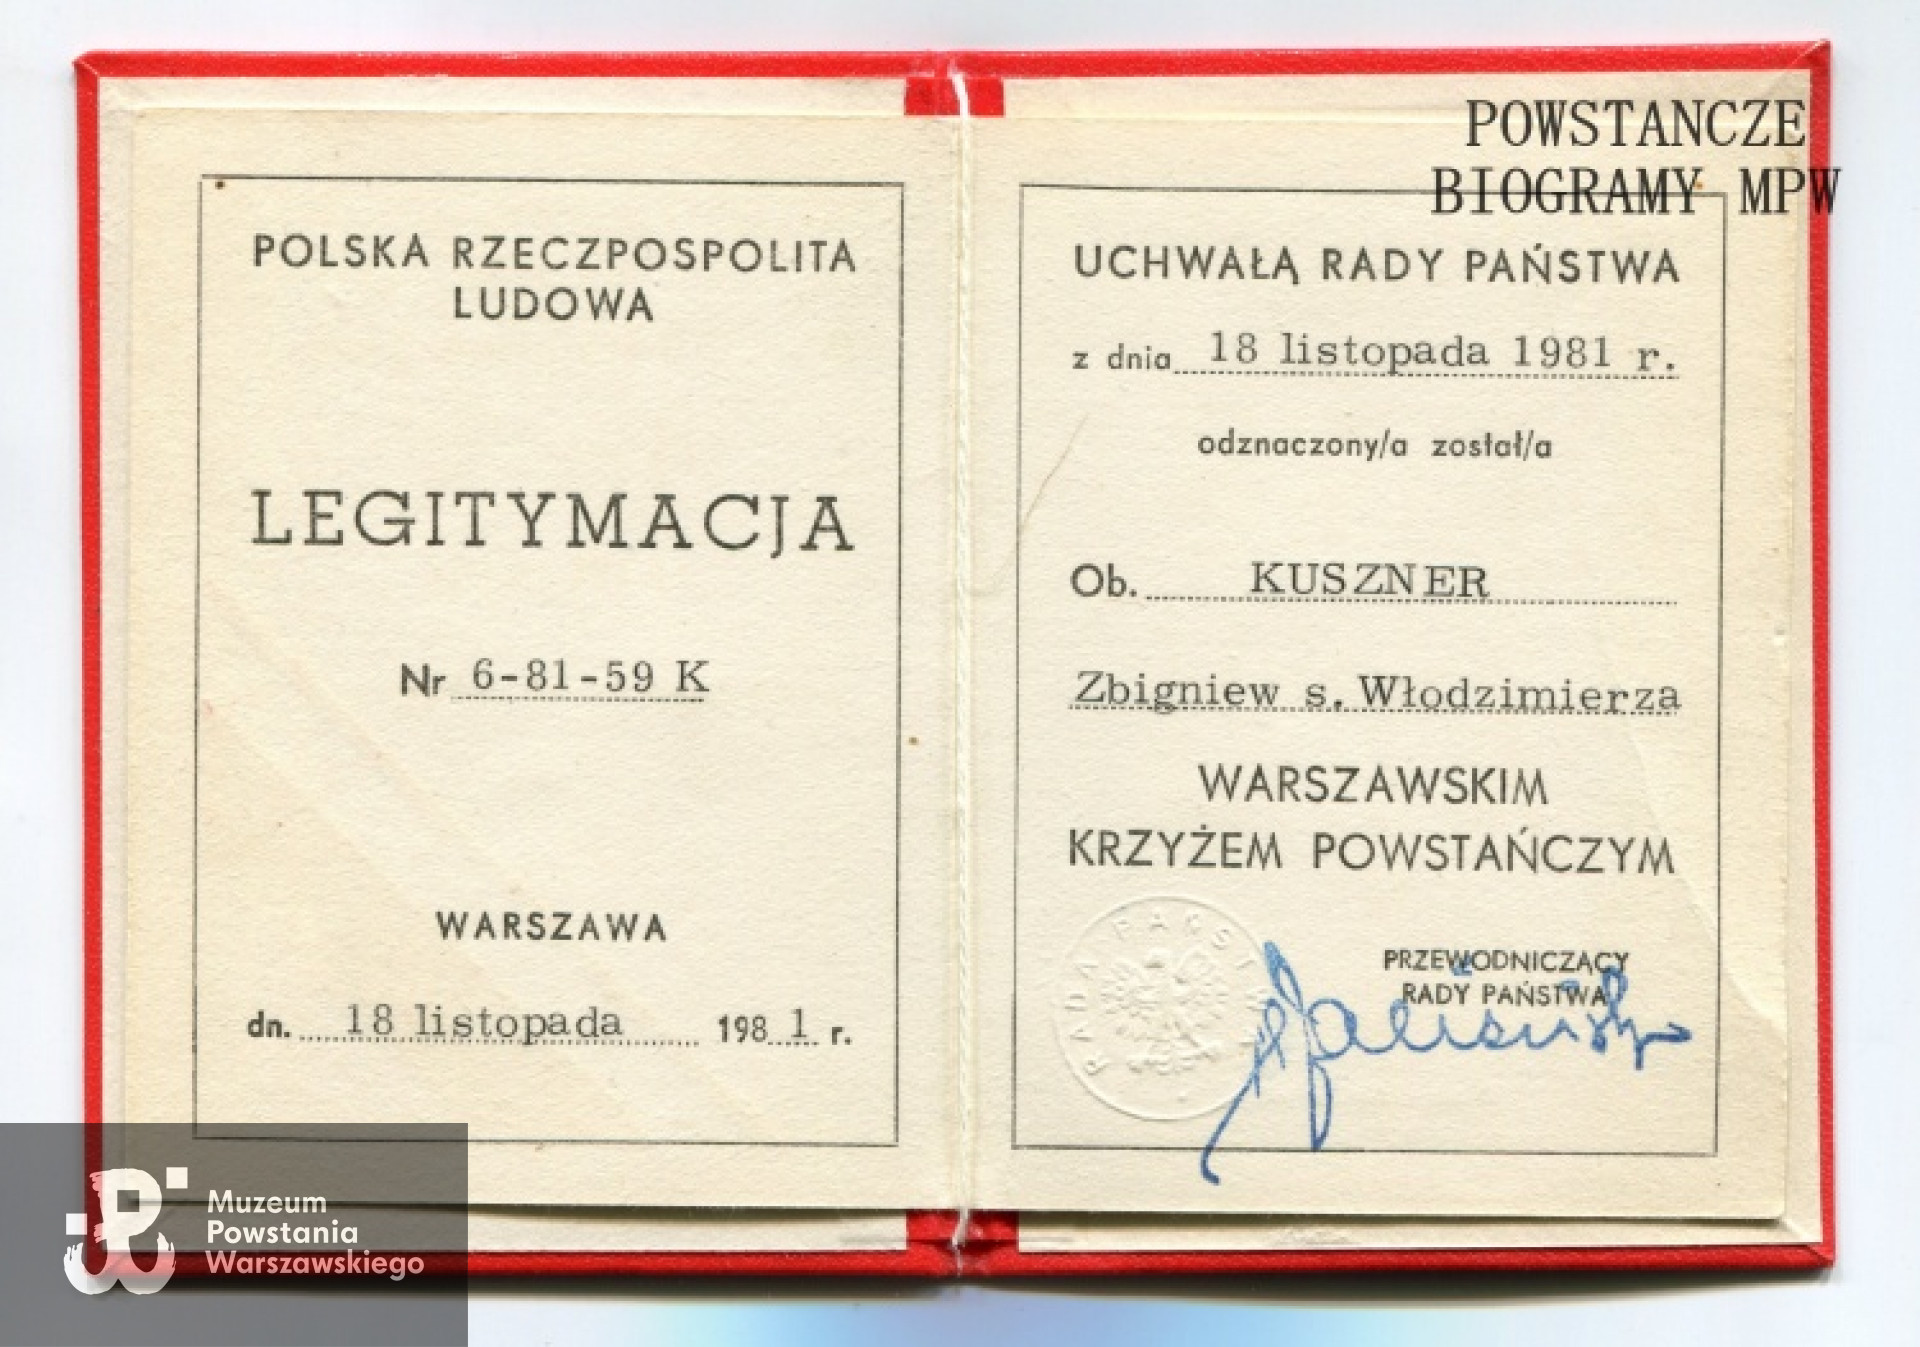 POLSKA RZECZPOSPOLITA
LUDOWA
LEGITYMACJA
Nr 6-81-59 K
WARSZAWA
dn. 18 listopada 1981 r.
POWSTANCZE
BIOGRAMY MPW
UCHWAŁĄ RADY PAŃSTWA
z dnia 18 listopada 1981 r.
odznaczony/a został/a
Ob. KUSZNER
Zbigniew s. Włodzimierza
WARSZAWSKIM
KRZYŻEM POWSTAŃCZYM
PRZEWODNICZĄCY
RADY PAŃSTWA
RADA PAŃSTWA
Muzeum
Powstania
Warszawskiego